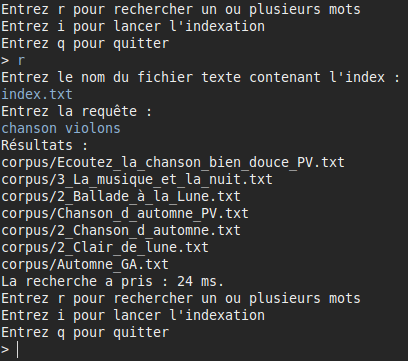 Entrez r pour rechercher un ou plusieurs mots
Entrez i pour lancer l'indexation
Entrez q pour quitter
> r
Entrez le nom du fichier texte contenant l'index :
index.txt
Entrez la requête :
chanson violons
Résultats :
corpus/Ecoutez_la_chanson_bien_douce_PV.txt
corpus/3_La_musique_et_la_nuit.txt
corpus/2_Ballade_à_la_Lune.txt
corpus/Chanson_d_automne_PV.txt
corpus/2_Chanson_d_automne.txt
corpus/2_Clair_de_lune.txt
corpus/Automne_GA.txt
La recherche a pris : 24 ms.
Entrez r pour rechercher un ou plusieurs mots
Entrez i pour lancer l'indexation
Entrez q pour quitter
>